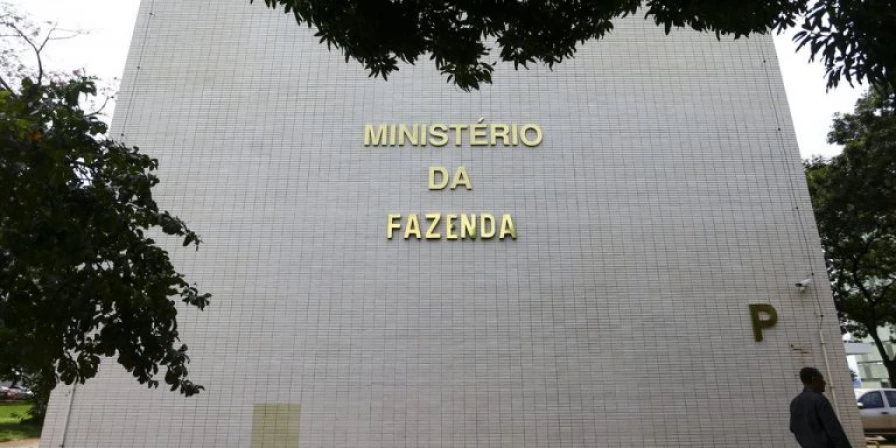 MINISTÉRIO
DA
FAZENDA
P